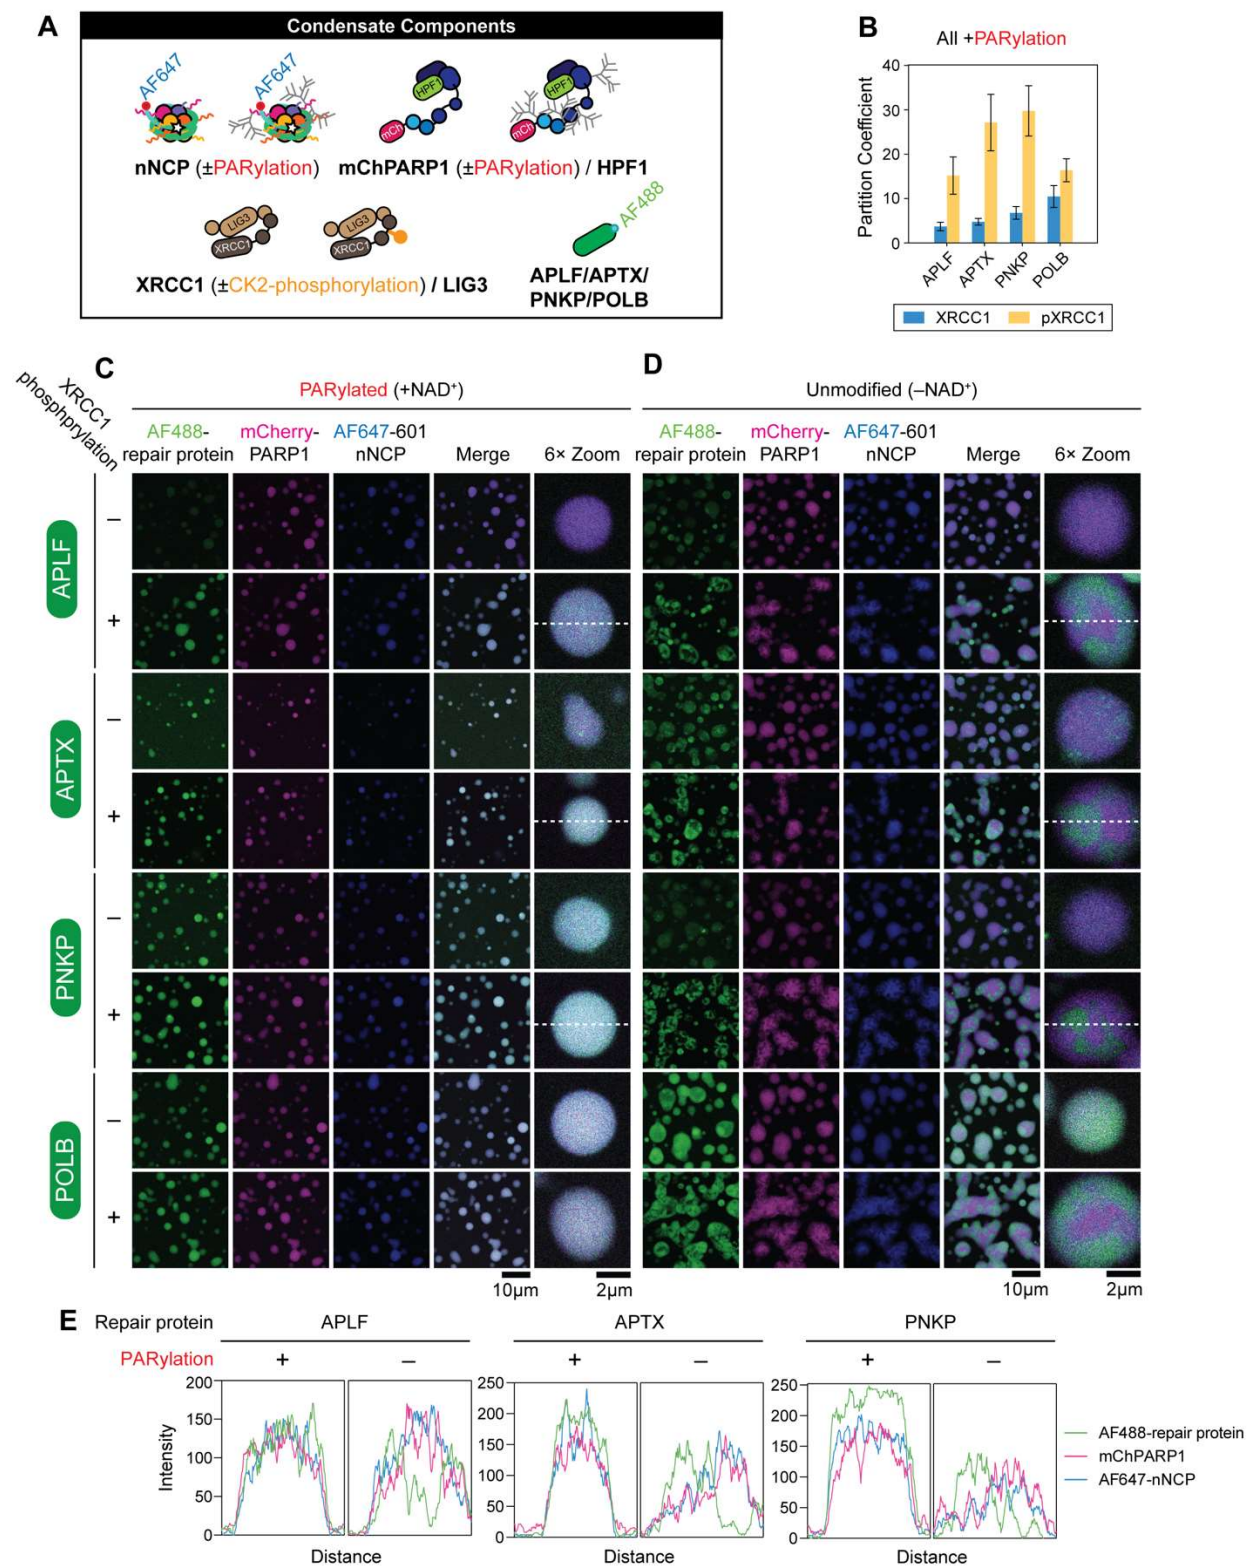 A
Condensate Components
AF647
AF647
HPF1
HPF1
mCh
mCh
nNCP (±PARylation)
mChPARP1 (±PARylation) / HPF1
LIG3
LIG3
XRCC1
XRCC1
AF488
XRCC1 (±CK2-phosphorylation) / LIG3
APLF/APTX/
PNKP/POLB
B
All +PARylation
Partition Coefficient
40
30
20
10
0
APLF
APTX
PNKP
POLB
XRCC1
pXRCC1
C
XRCC1
phosphprylation
PARylated (+NAD⁺)
AF488-
repair protein
mCherry-
PARP1
AF647-601
nNCP
Merge
6× Zoom
D
Unmodified (–NAD⁺)
AF488-
repair protein
mCherry-
PARP1
AF647-601
nNCP
Merge
6× Zoom
APLF
–
+
APTX
–
+
PNKP
–
+
POLB
–
+
10µm
2µm
10µm
2µm
E
Repair protein
APLF
APTX
PNKP
PARylation
+
–
+
–
+
–
Intensity
200
150
100
50
0
250
200
150
100
50
0
250
200
150
100
50
0
Distance
Distance
Distance
AF488-repair protein
mChPARP1
AF647-nNCP